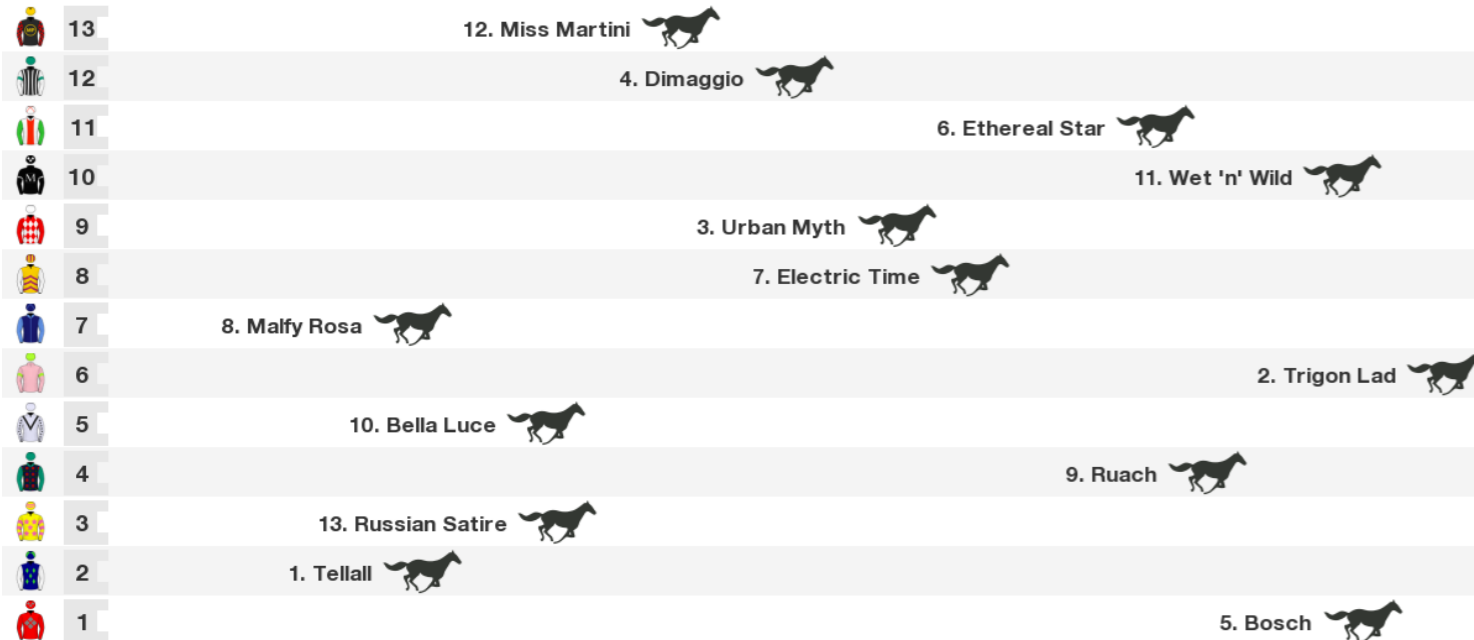 13 12. Miss Martini
12 4. Dimaggio
11 6. Ethereal Star
10 11. Wet 'n' Wild
9 3. Urban Myth
8 7. Electric Time
7 8. Malfy Rosa
6 2. Trigon Lad
5 10. Bella Luce
4 9. Ruach
3 13. Russian Satire
2 1. Tellall
1 5. Bosch